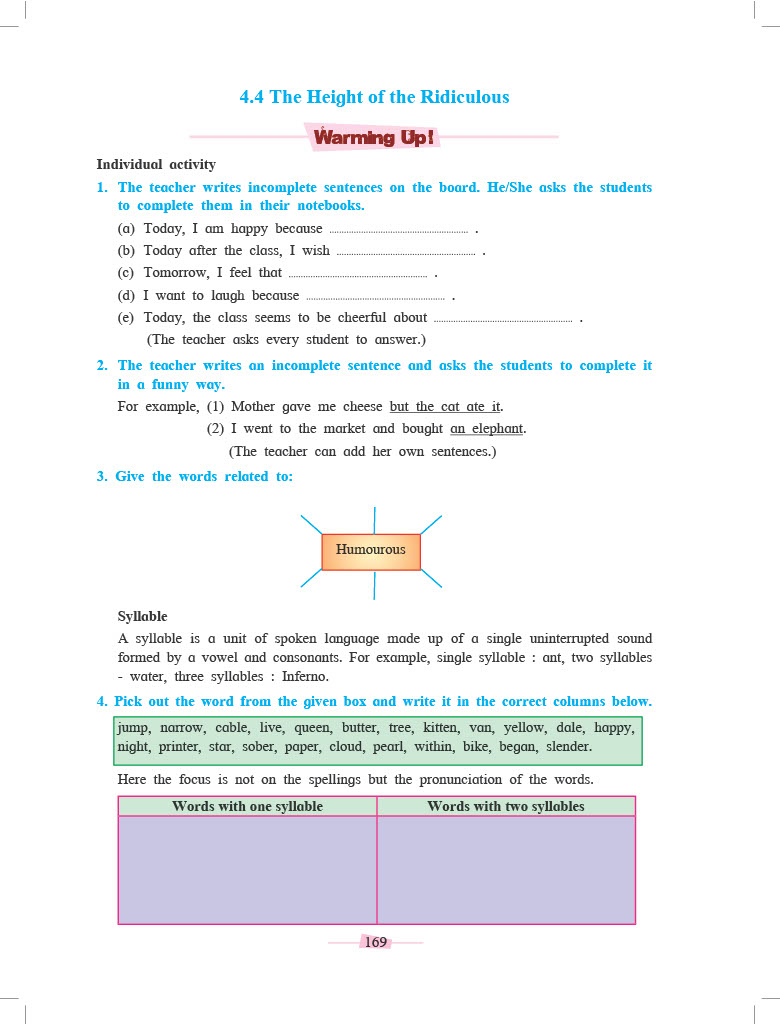 4.4 The Height of the Ridiculous
Warming Up!
Individual activity
1. The teacher writes incomplete sentences on the board. He/She asks the students
to complete them in their notebooks.
(a) Today, I am happy because .......................................................... .
(b) Today after the class, I wish .......................................................... .
(c) Tomorrow, I feel that .......................................................... .
(d) I want to laugh because .......................................................... .
(e) Today, the class seems to be cheerful about .......................................................... .
(The teacher asks every student to answer.)
2. The teacher writes an incomplete sentence and asks the students to complete it
in a funny way.
For example, (1) Mother gave me cheese but the cat ate it.
(2) I went to the market and bought an elephant.
(The teacher can add her own sentences.)
3. Give the words related to:
Humourous
Syllable
A syllable is a unit of spoken language made up of a single uninterrupted sound
formed by a vowel and consonants. For example, single syllable : ant, two syllables
- water, three syllables : Inferno.
4. Pick out the word from the given box and write it in the correct columns below.
jump, narrow, cable, live, queen, butter, tree, kitten, van, yellow, dale, happy,
night, printer, star, sober, paper, cloud, pearl, within, bike, began, slender.
Here the focus is not on the spellings but the pronunciation of the words.
Words with one syllable Words with two syllables
169